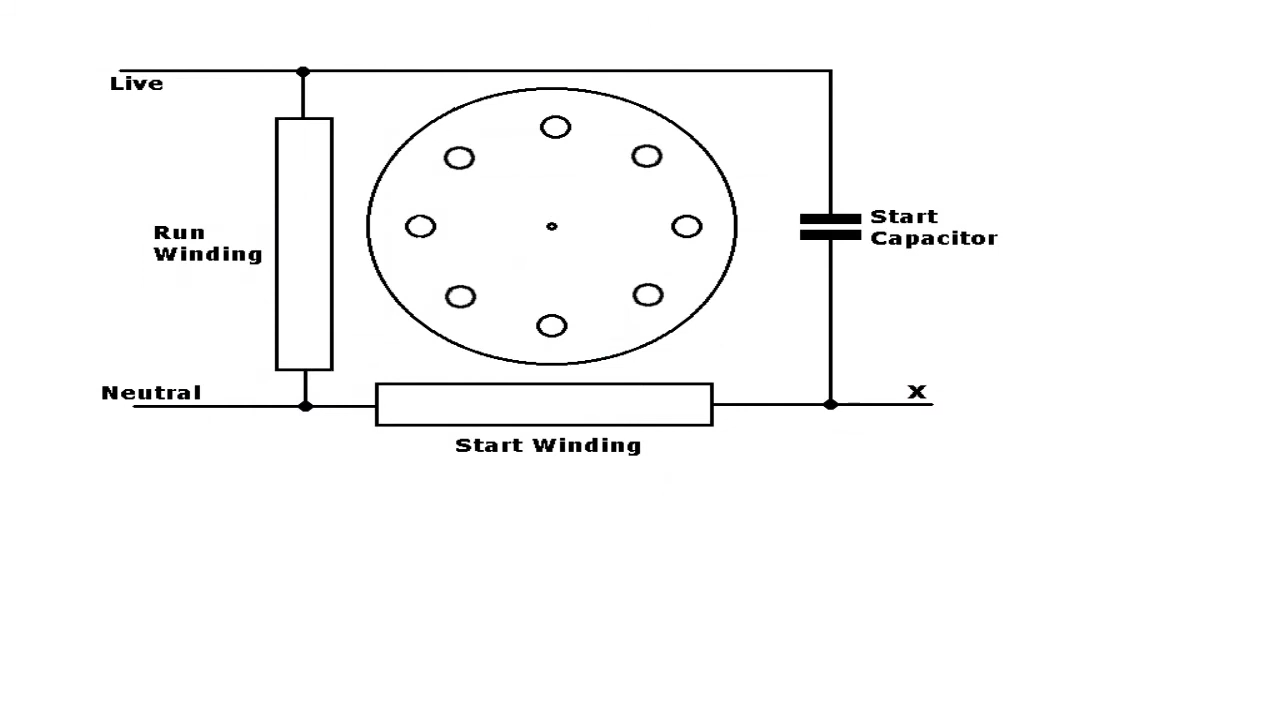 Live
Run
Winding
Start
Capacitor
Neutral
X
Start Winding